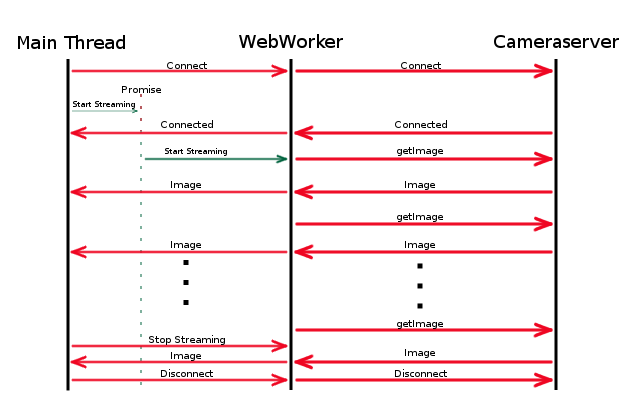 Main Thread
WebWorker
Cameraserver
Connect
Connect
Promise
Start Streaming
Connected
Connected
Start Streaming
getImage
Image
Image
getImage
Image
Image
getImage
Stop Streaming
Image
Image
Disconnect
Disconnect